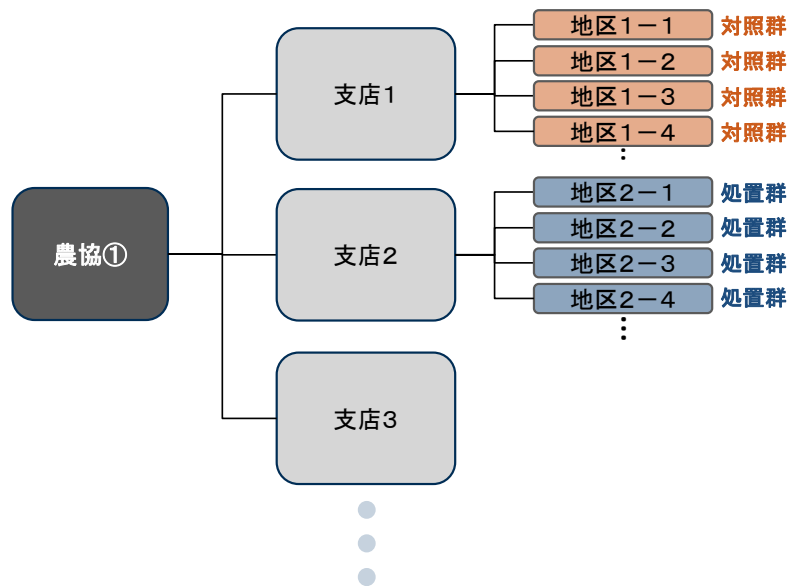 地区1－1 対照群
地区1－2 対照群
支店1
地区1－3 対照群
地区1－4 対照群
地区2－1 処置群
地区2－2 処置群
農協①
支店2
地区2－3 処置群
地区2－4 処置群
支店3